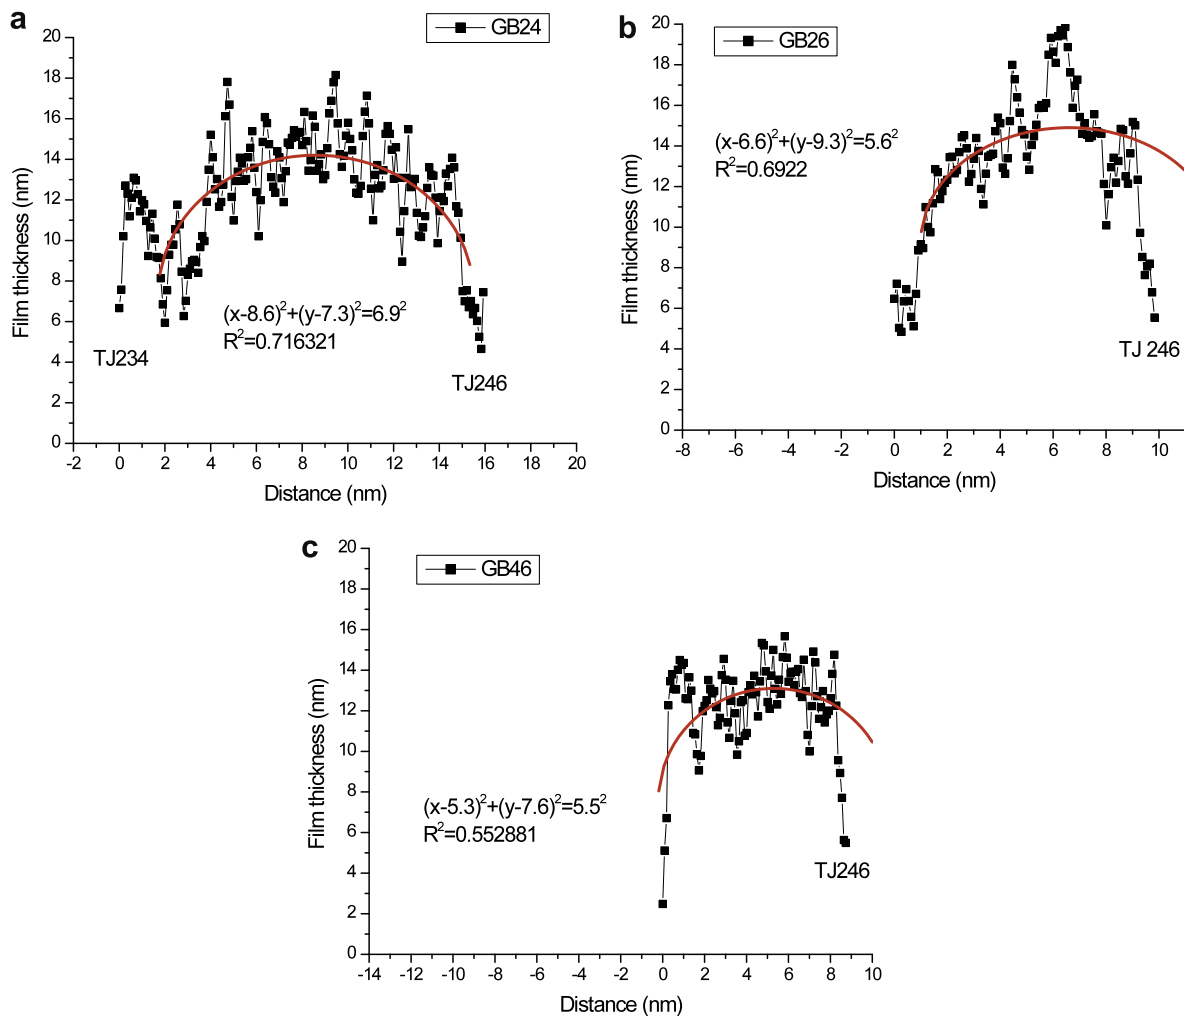 a
GB24
20
18
16
14
12
10
8
6
4
2
0
Film thickness (nm)
(x-8.6)²+(y-7.3)²=6.9²
R²=0.716321
TJ234
TJ246
-2 0 2 4 6 8 10 12 14 16 18 20
Distance (nm)
b
GB26
20
18
16
14
12
10
8
6
4
2
0
Film thickness (nm)
(x-6.6)²+(y-9.3)²=5.6²
R²=0.6922
TJ 246
-8 -6 -4 -2 0 2 4 6 8 10
Distance (nm)
c
GB46
20
18
16
14
12
10
8
6
4
2
0
Film thickness (nm)
(x-5.3)²+(y-7.6)²=5.5²
R²=0.552881
TJ246
-14 -12 -10 -8 -6 -4 -2 0 2 4 6 8 10
Distance (nm)